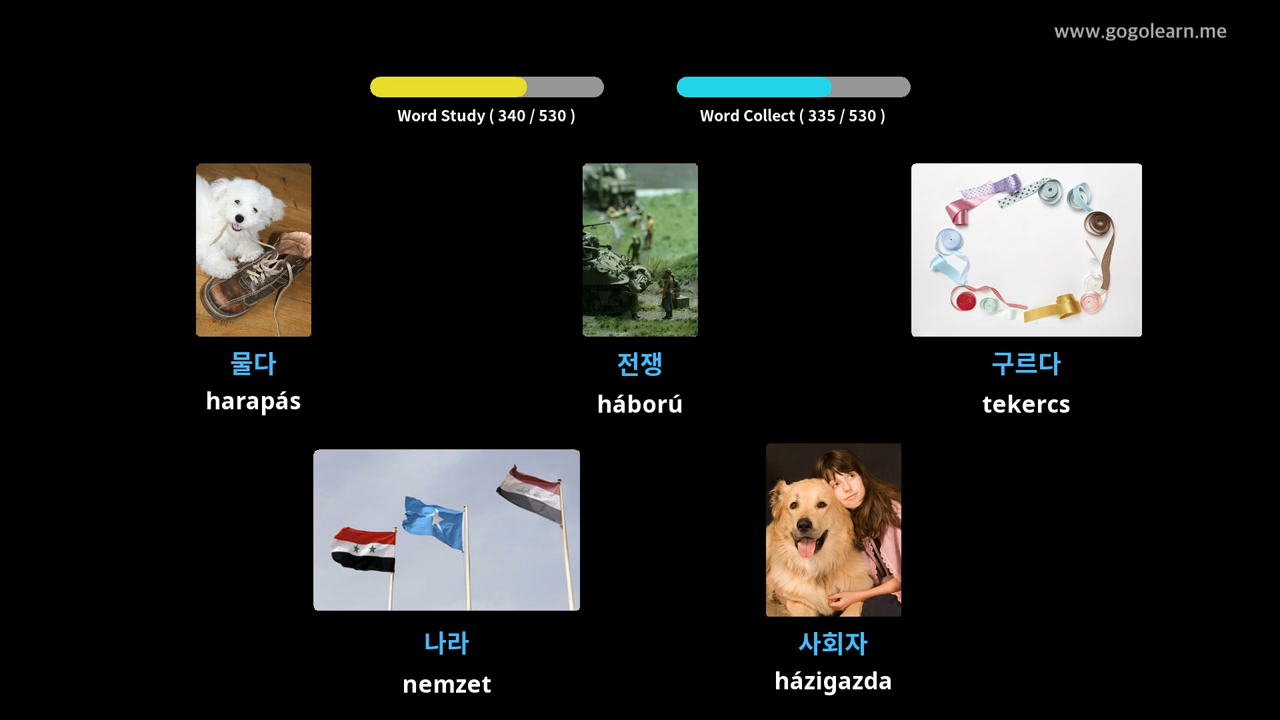 www.gogolearn.me
Word Study ( 340 / 530 )
Word Collect ( 335 / 530 )
물다
harapás
전쟁
háború
구르다
tekercs
나라
nemzet
사회자
házigazda